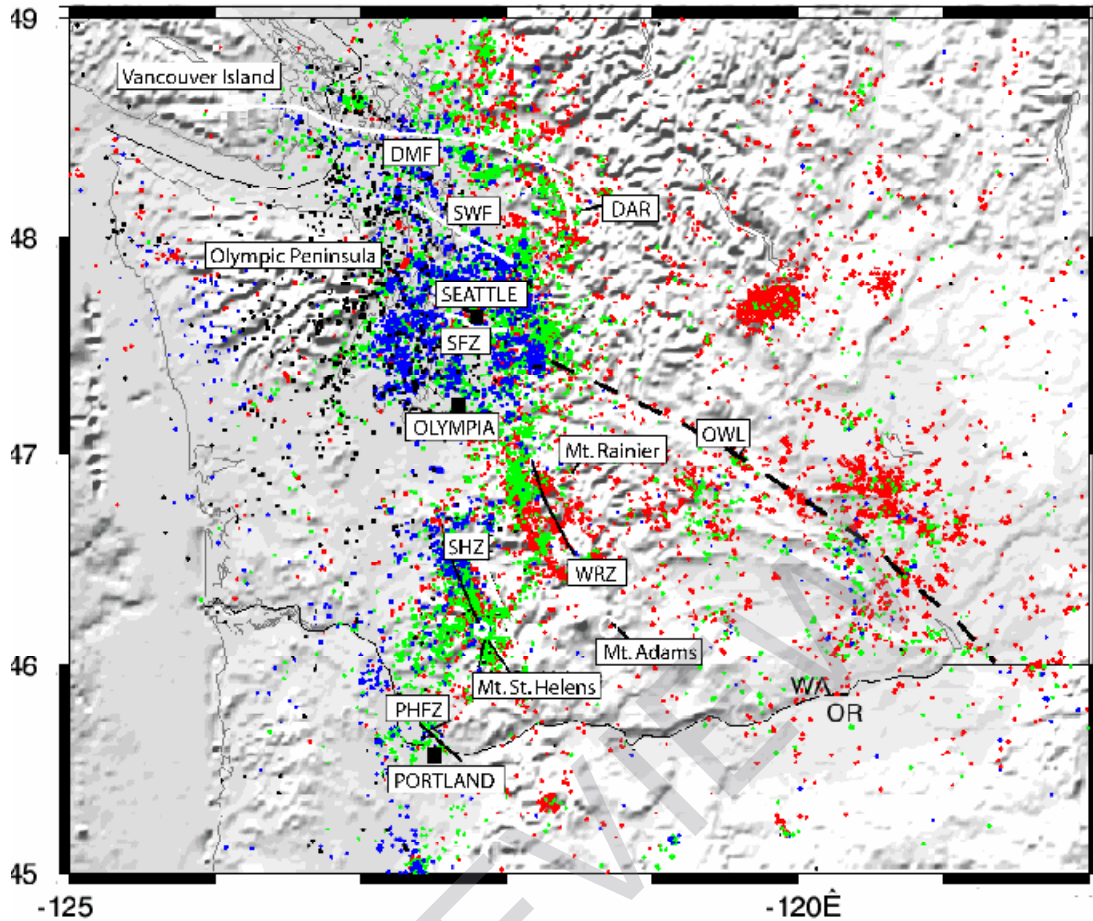 49
Vancouver Island
DMF
SWF
DAR
48
Olympic Peninsula
SEATTLE
SFZ
OLYMPIA
OWL
47
Mt. Rainier
SHZ
WRZ
Mt. Adams
46
Mt. St. Helens
WA
PHFZ
OR
PORTLAND
EVIEW
45
-125
-120Ê